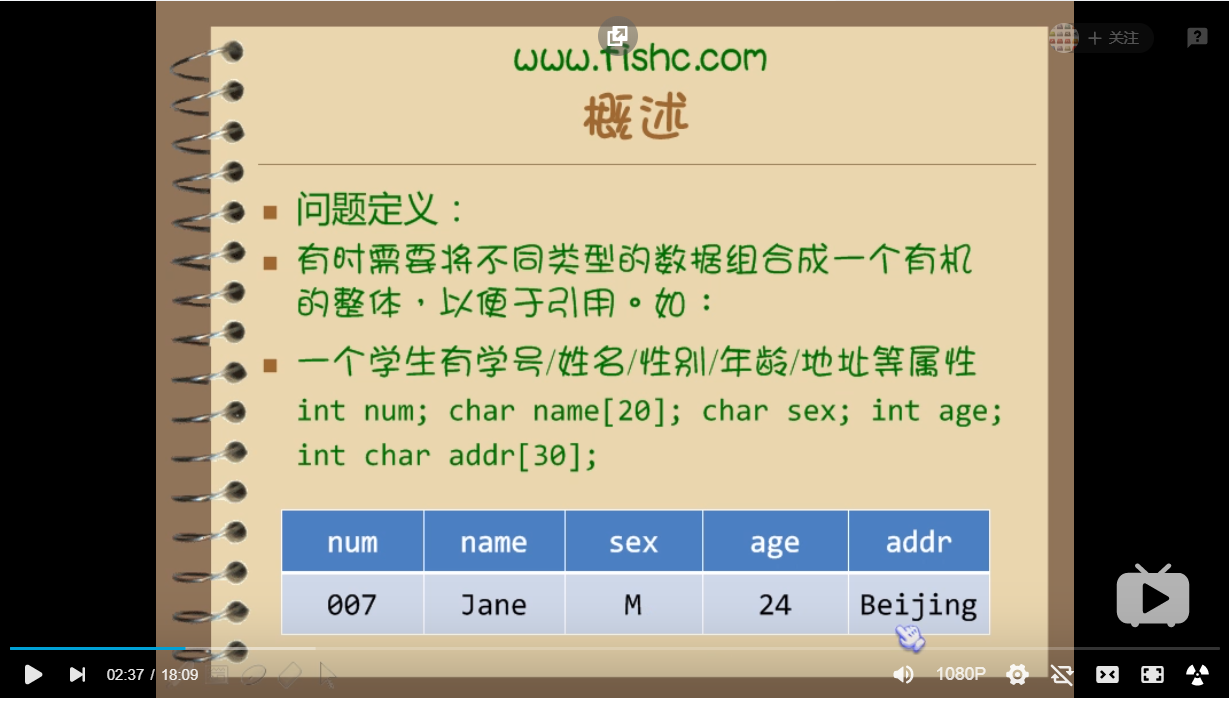 www.fishc.com
+ 关注
概述
问题定义：
有时需要将不同类型的数据组合成一个有机
的整体，以便于引用。如：
一个学生有学号/姓名/性别/年龄/地址等属性
int num; char name[20]; char sex; int age;
int char addr[30];
num name sex age addr
007 Jane M 24 Beijing
02:37 / 18:09 1080P